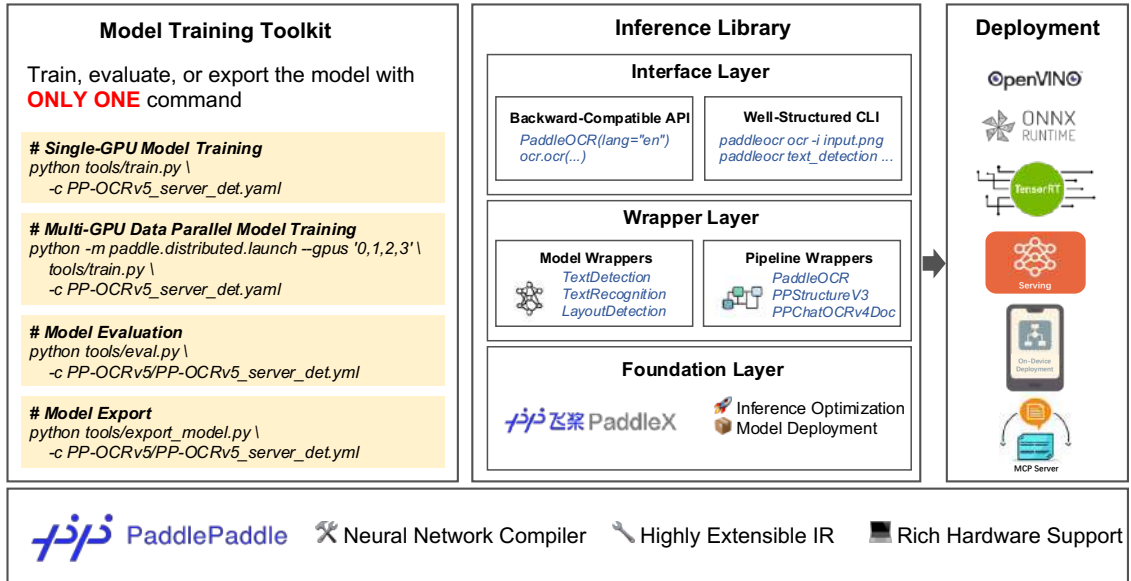 Model Training Toolkit
Train, evaluate, or export the model with
ONLY ONE command
# Single-GPU Model Training
python tools/train.py \
-c PP-OCRv5_server_det.yaml
# Multi-GPU Data Parallel Model Training
python -m paddle.distributed.launch --gpus '0,1,2,3' \
tools/train.py \
-c PP-OCRv5_server_det.yaml
# Model Evaluation
python tools/eval.py \
-c PP-OCRv5/PP-OCRv5_server_det.yml
# Model Export
python tools/export_model.py \
-c PP-OCRv5/PP-OCRv5_server_det.yml
Inference Library
Interface Layer
Backward-Compatible API
PaddleOCR(lang="en")
ocr.ocr(...)
Well-Structured CLI
paddleocr ocr -i input.png
paddleocr text_detection ...
Wrapper Layer
Model Wrappers
TextDetection
TextRecognition
LayoutDetection
Pipeline Wrappers
PaddleOCR
PPStructureV3
PPChatOCRv4Doc
Foundation Layer
飞桨 PaddleX
Inference Optimization
Model Deployment
Deployment
OpenVINO
ONNX
RUNTIME
TensorRT
Serving
On-Device
Deployment
MCP Server
PaddlePaddle
Neural Network Compiler
Highly Extensible IR
Rich Hardware Support